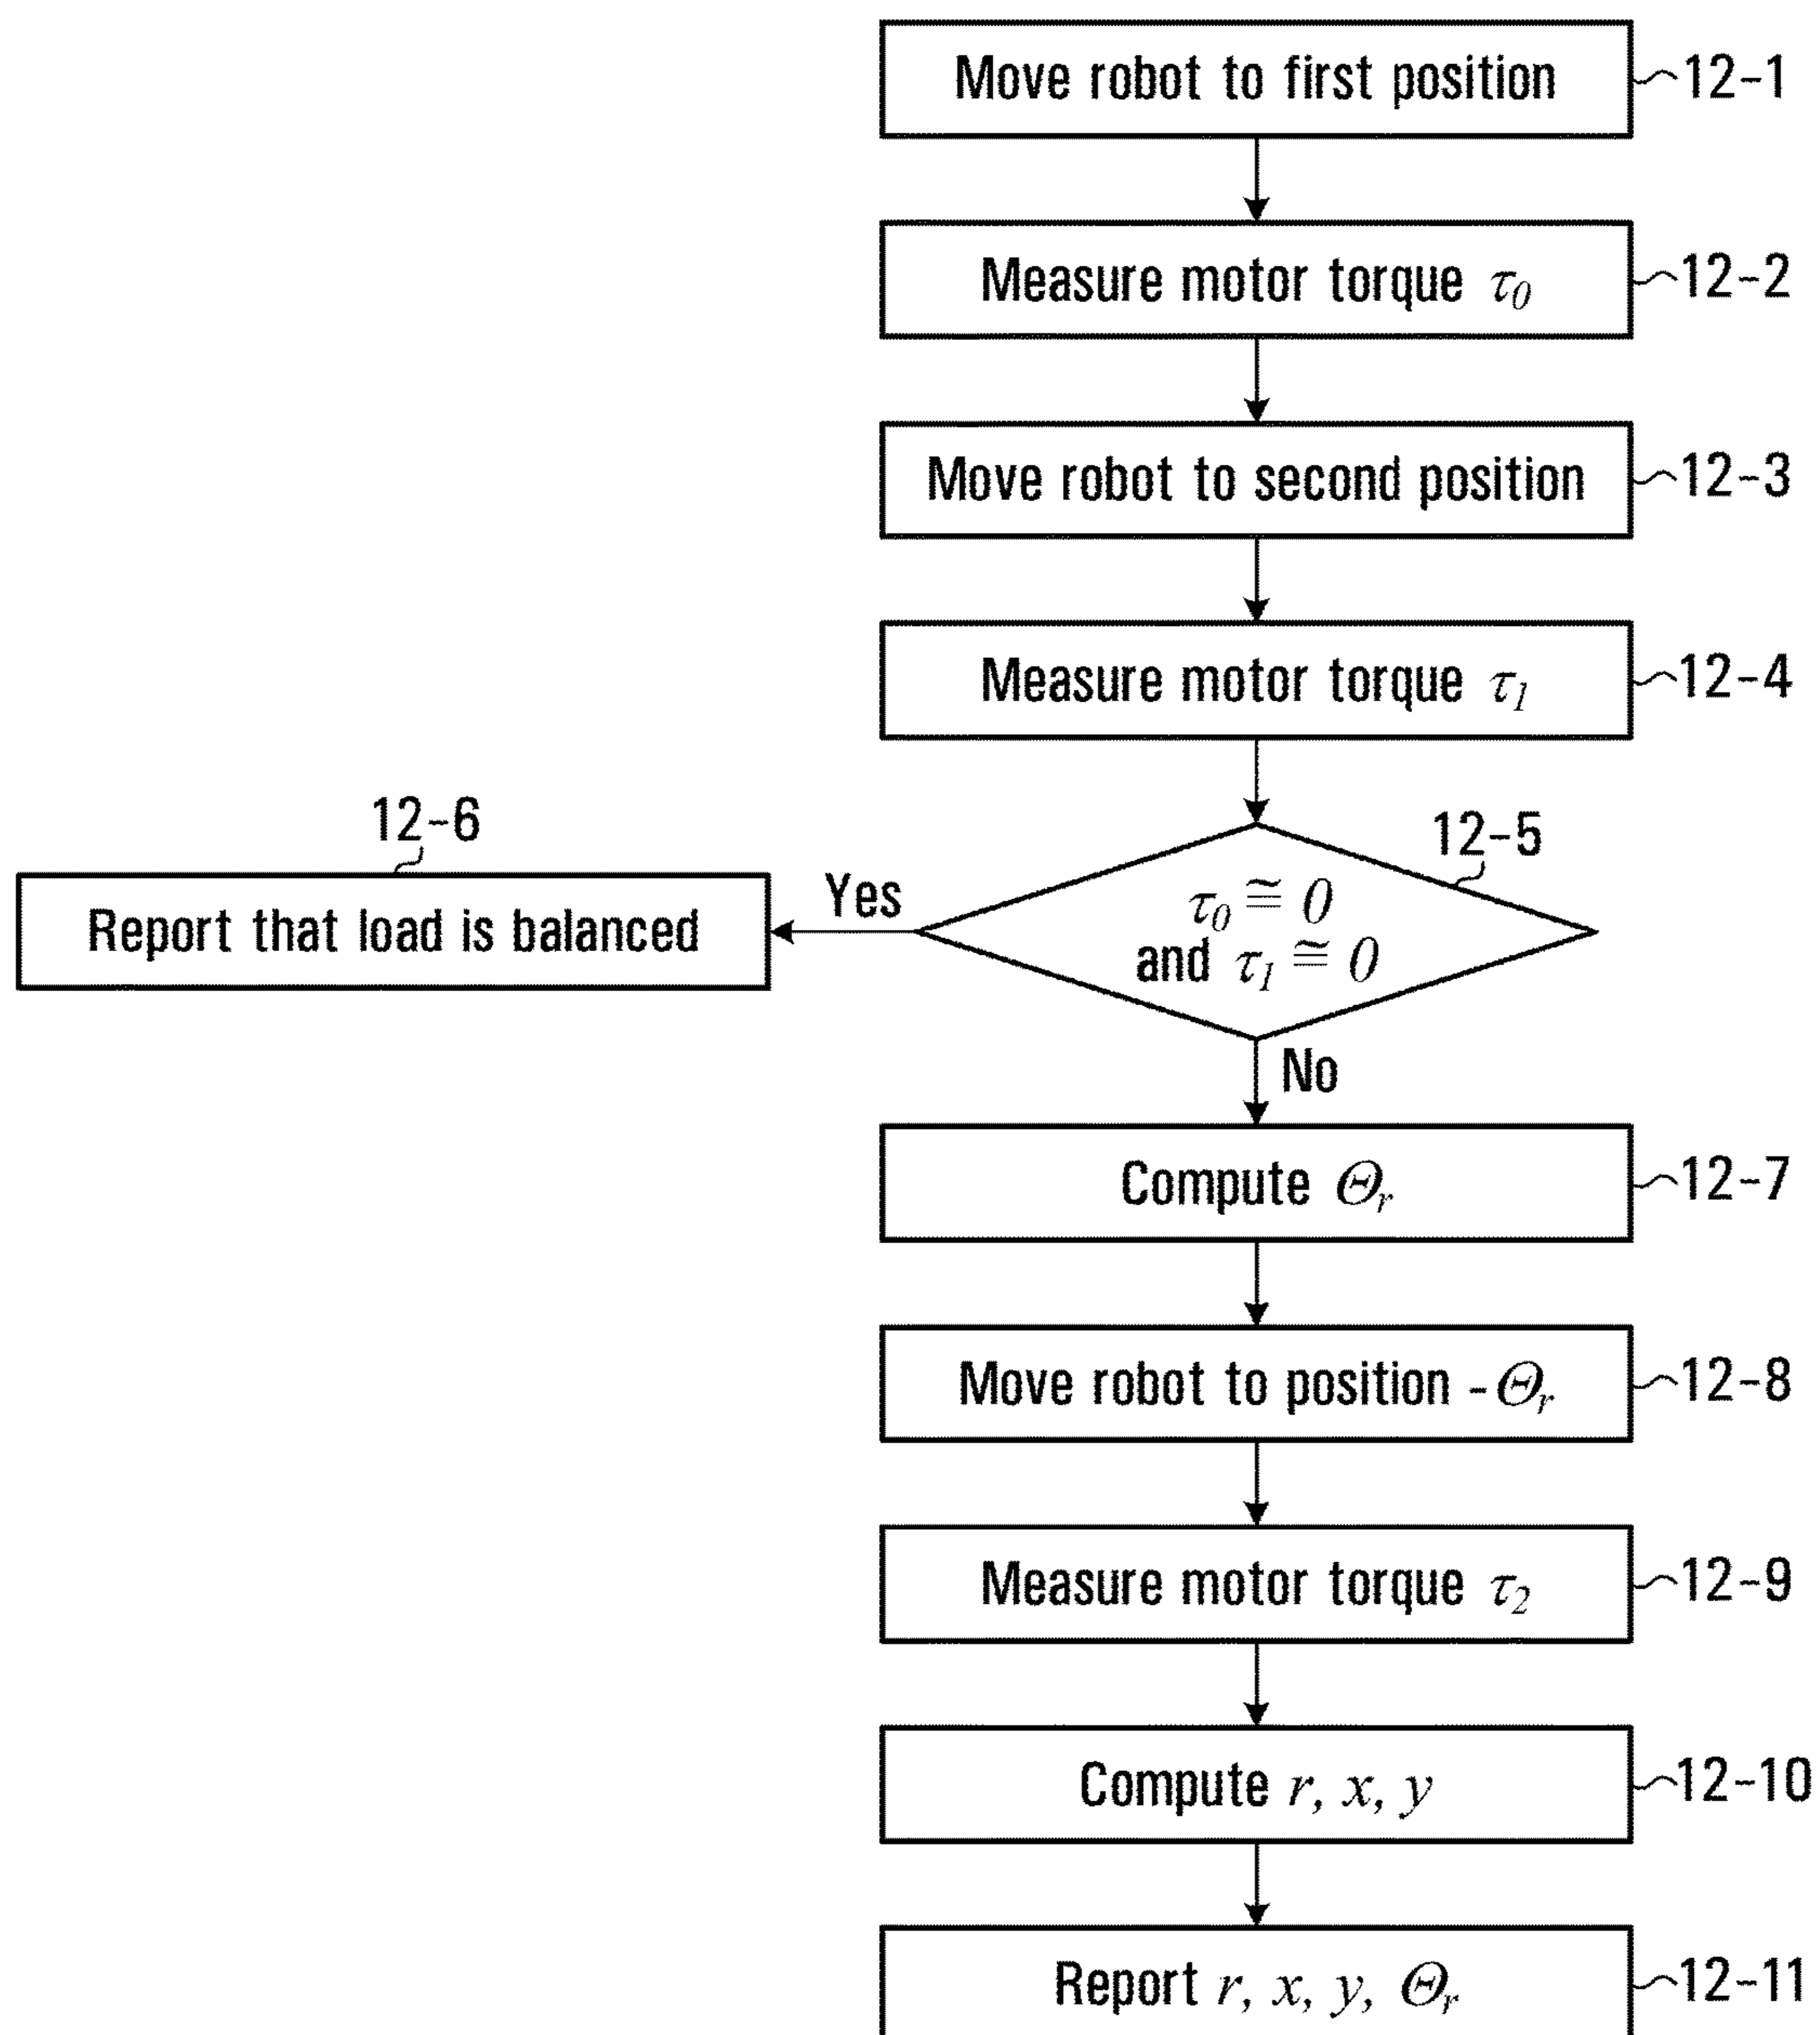 Move robot to first position 12-1
Measure motor torque τ0 12-2
Move robot to second position 12-3
Measure motor torque τ1 12-4
12-6
12-5
Report that load is balanced
Yes
τ0 ≅ 0
and τ1 ≅ 0
No
Compute Θr 12-7
Move robot to position -Θr 12-8
Measure motor torque τ2 12-9
Compute r, x, y 12-10
Report r, x, y, Θr 12-11